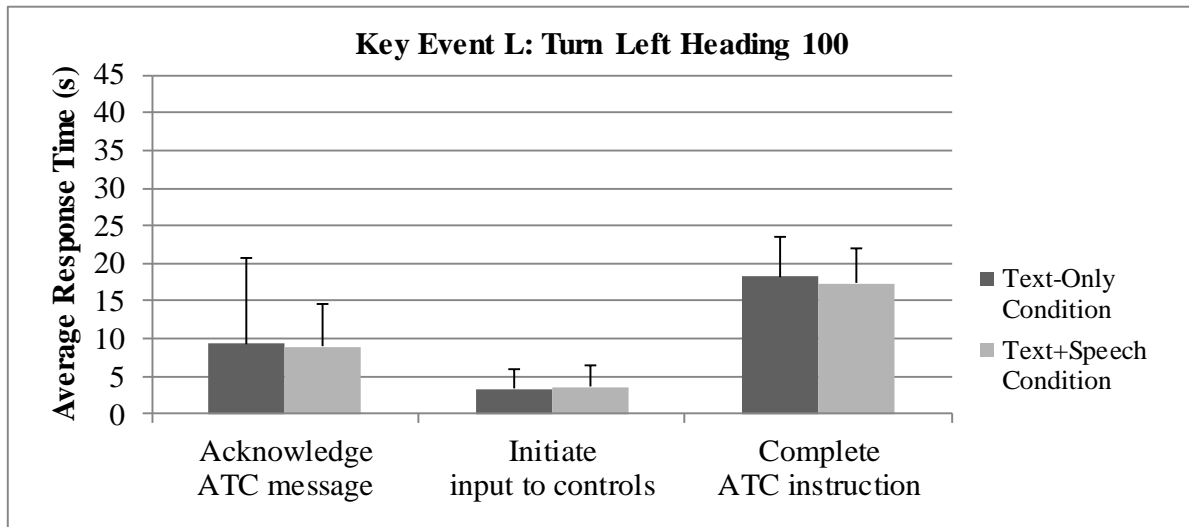 Key Event L: Turn Left Heading 100
Average Response Time (s)
45
40
35
30
25
20
15
10
5
0
Acknowledge
ATC message
Initiate
input to controls
Complete
ATC instruction
Text-Only
Condition
Text+Speech
Condition